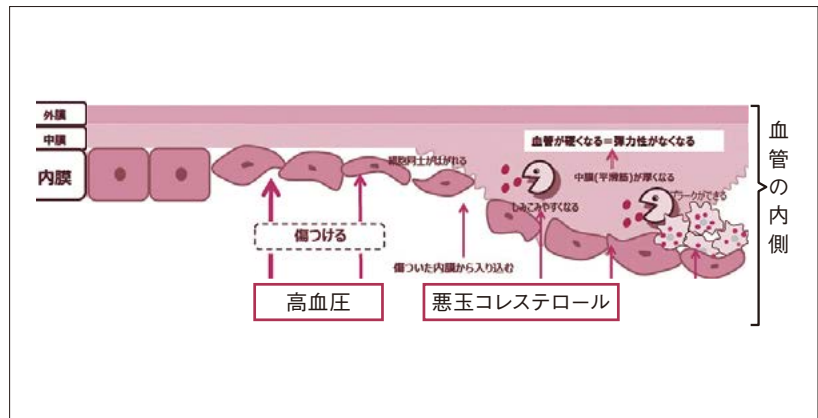 外膜
中膜
内膜
細胞同士がはがれる
血管が硬くなる=弾力性がなくなる
中膜(平滑筋)が厚くなる
プラークができる
しみこみやすくなる
傷つける
傷ついた内膜から入り込む
高血圧
悪玉コレステロール
血管の内側